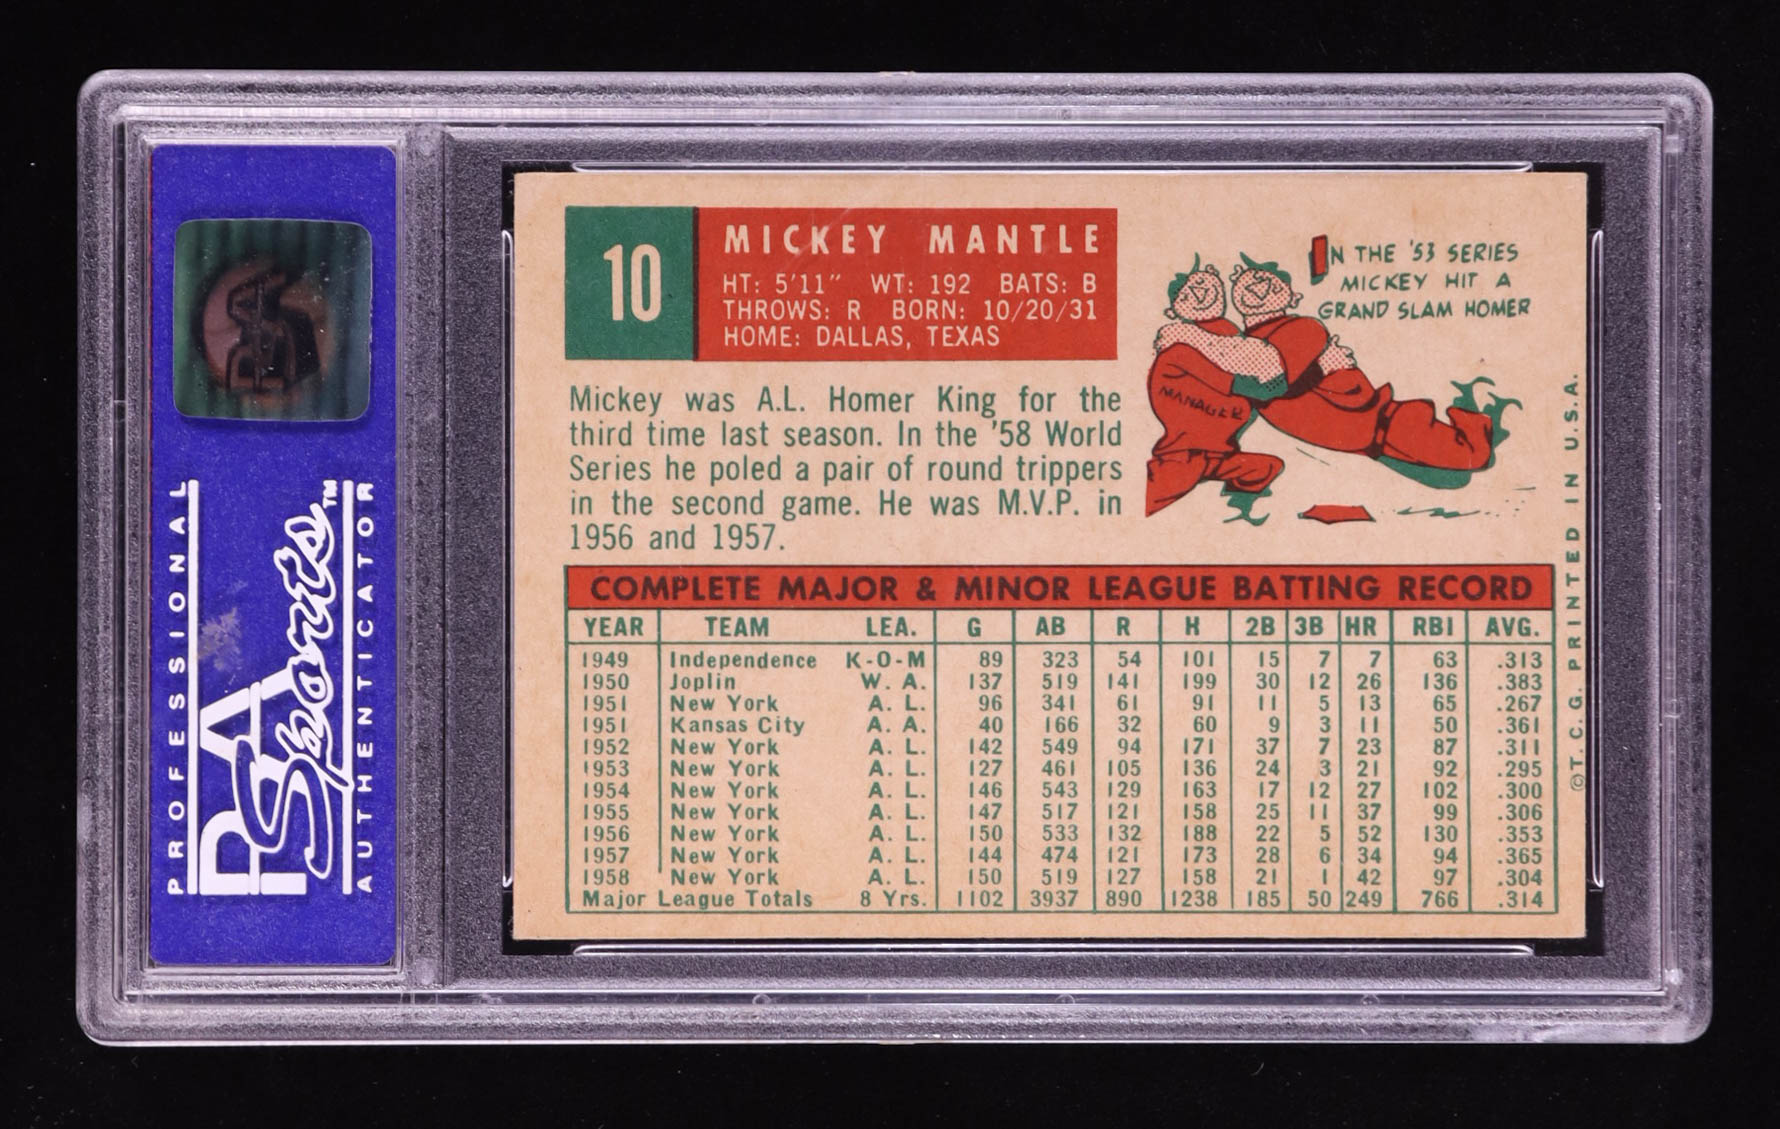 PROFESSIONAL
PSA Sports™
AUTHENTICATOR
PSA
10
MICKEY MANTLE
HT: 5'11" WT: 192 BATS: B
THROWS: R BORN: 10/20/31
HOME: DALLAS, TEXAS
IN THE '53 SERIES
MICKEY HIT A
GRAND SLAM HOMER
MANAGER
Mickey was A.L. Homer King for the
third time last season. In the '58 World
Series he poled a pair of round trippers
in the second game. He was M.V.P. in
1956 and 1957.
COMPLETE MAJOR & MINOR LEAGUE BATTING RECORD
YEAR TEAM LEA. G AB R H 2B 3B HR RBI AVG.
1949 Independence K-O-M 89 323 54 101 15 7 7 63 .313
1950 Joplin W. A. 137 519 141 199 30 12 26 136 .383
1951 New York A. L. 96 341 61 91 11 5 13 65 .267
1951 Kansas City A. A. 40 166 32 60 9 3 11 50 .361
1952 New York A. L. 142 549 94 171 37 7 23 87 .311
1953 New York A. L. 127 461 105 136 24 3 21 92 .295
1954 New York A. L. 146 543 129 163 17 12 27 102 .300
1955 New York A. L. 147 517 121 158 25 11 37 99 .306
1956 New York A. L. 150 533 132 188 22 5 52 130 .353
1957 New York A. L. 144 474 121 173 28 6 34 94 .365
1958 New York A. L. 150 519 127 158 21 1 42 97 .304
Major League Totals 8 Yrs. 1102 3937 890 1238 185 50 249 766 .314
©T. C. G. PRINTED IN U.S.A.